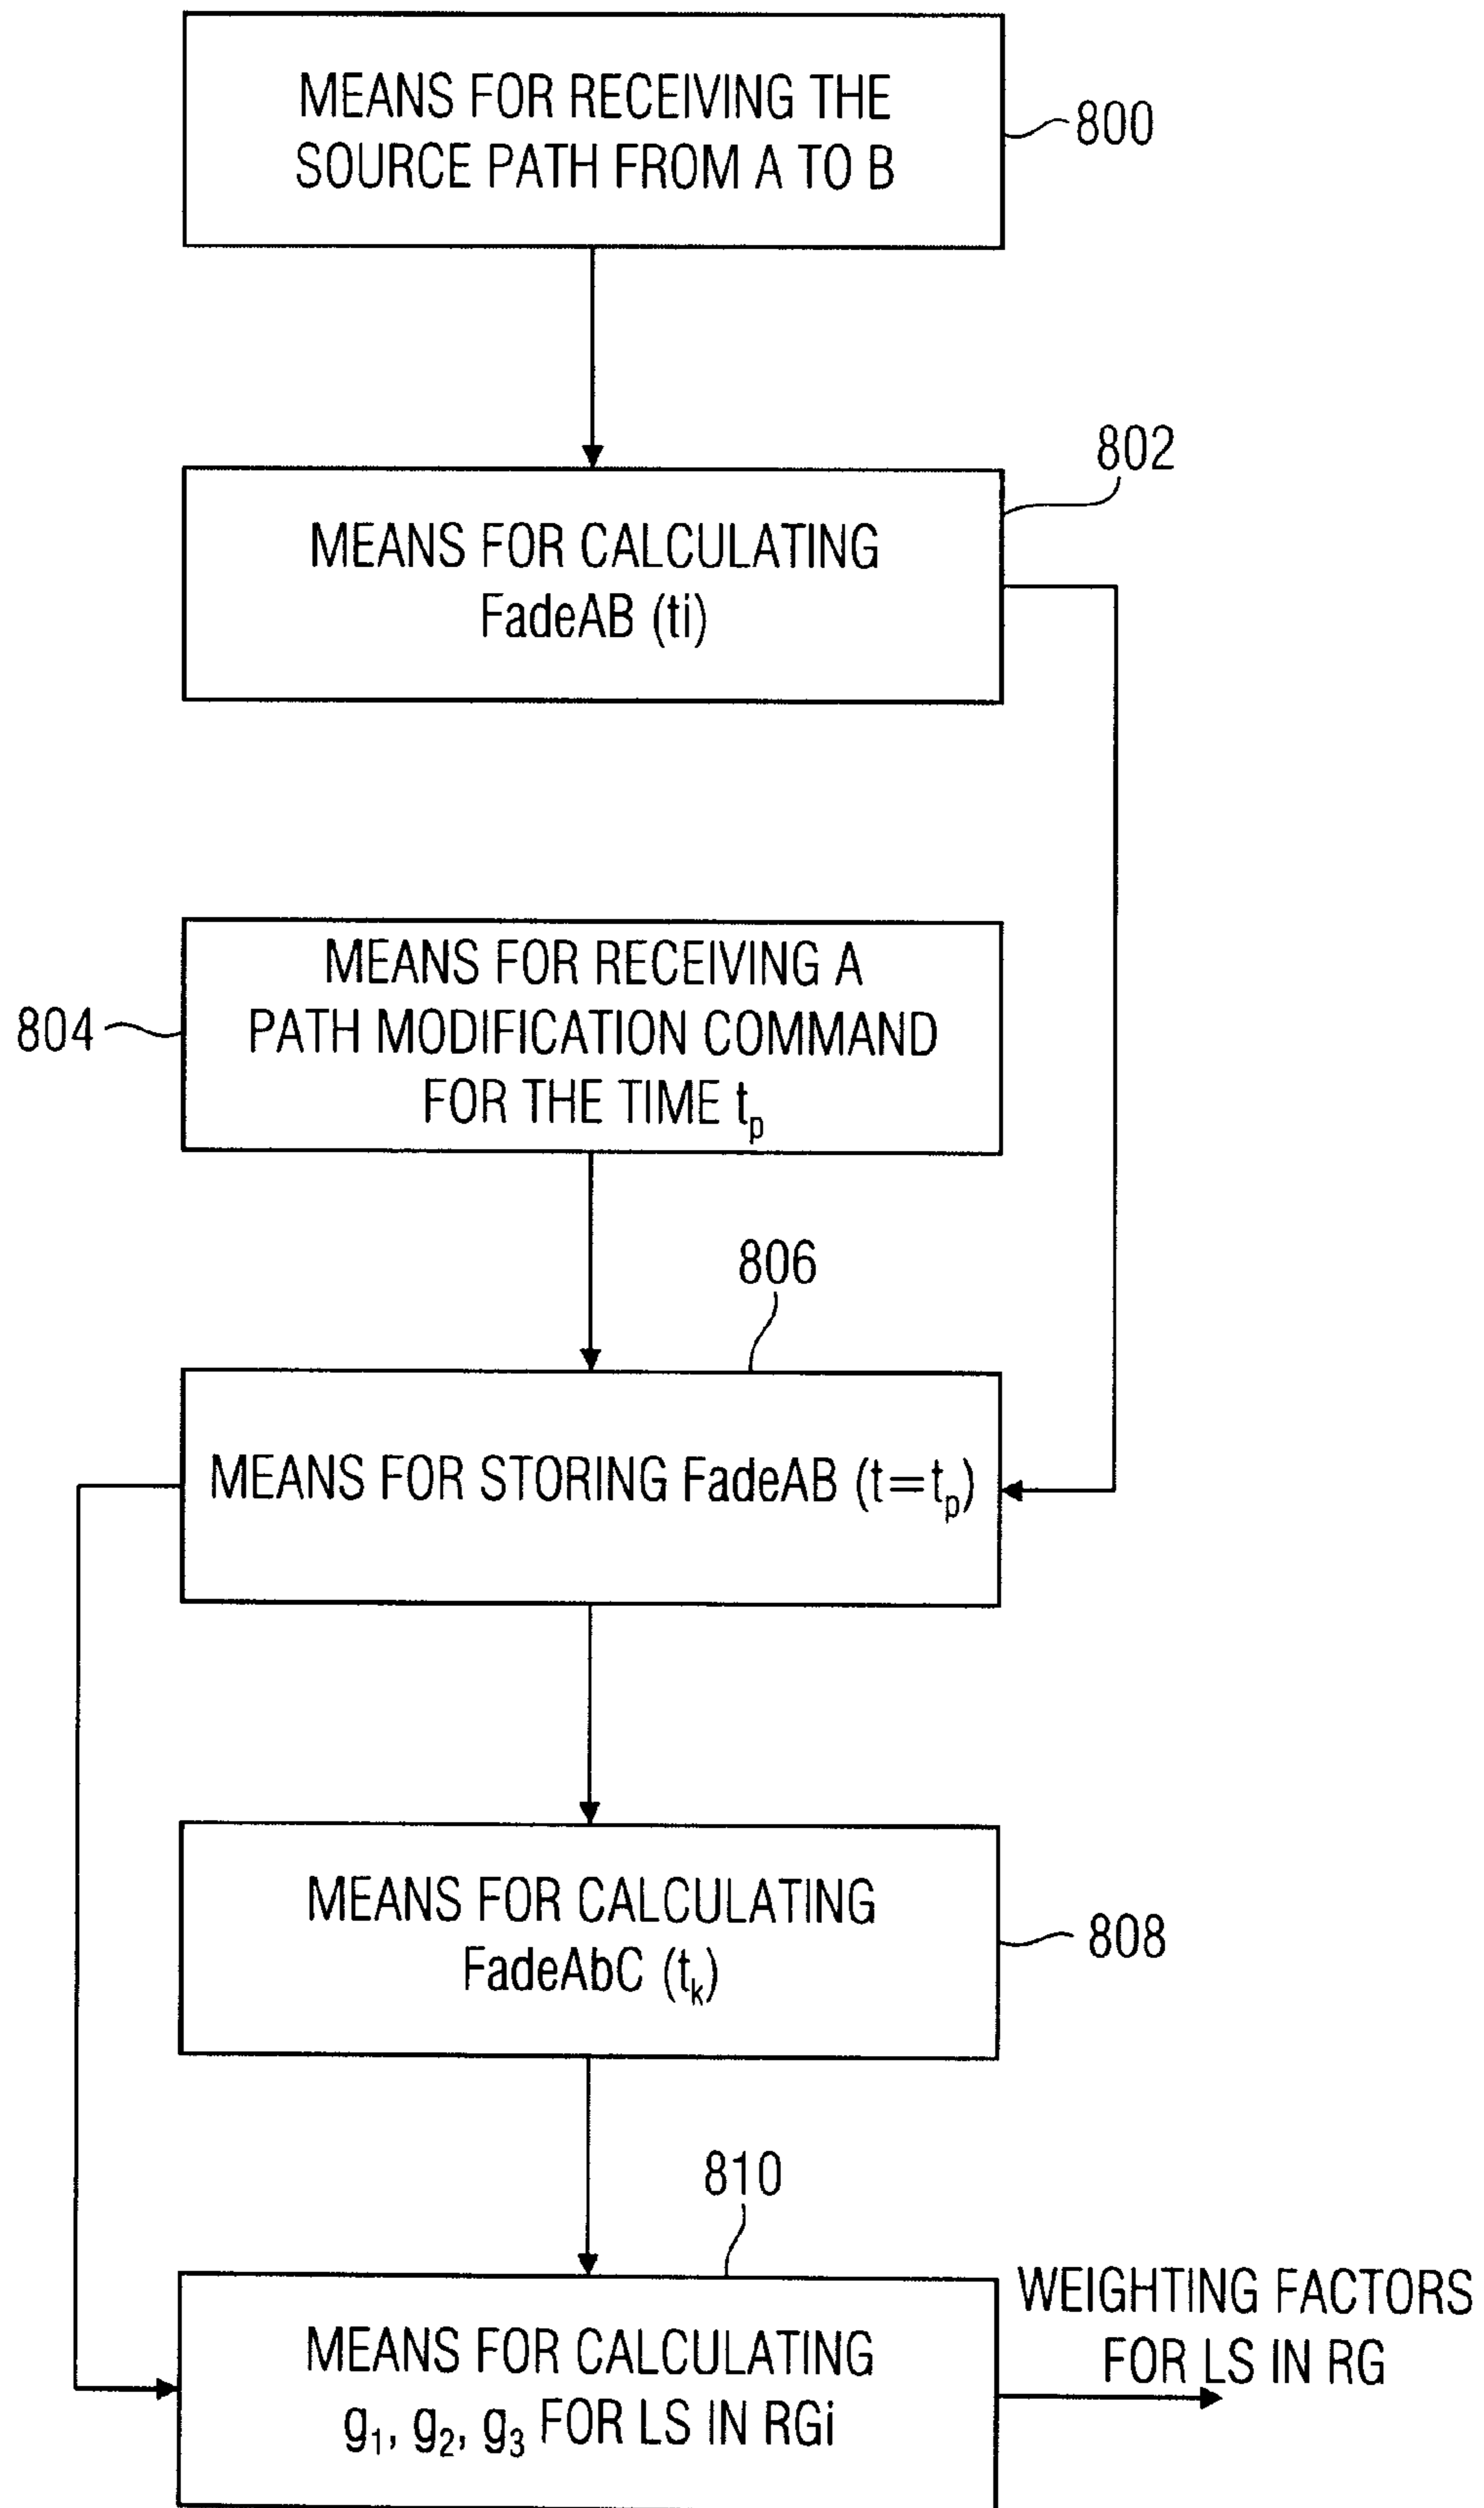 MEANS FOR RECEIVING THE
SOURCE PATH FROM A TO B
800
802
MEANS FOR CALCULATING
FadeAB (ti)
MEANS FOR RECEIVING A
PATH MODIFICATION COMMAND
FOR THE TIME tp
804
806
MEANS FOR STORING FadeAB (t=tp)
MEANS FOR CALCULATING
FadeAbC (tk)
808
810
MEANS FOR CALCULATING
g1, g2, g3 FOR LS IN RGi
WEIGHTING FACTORS
FOR LS IN RG